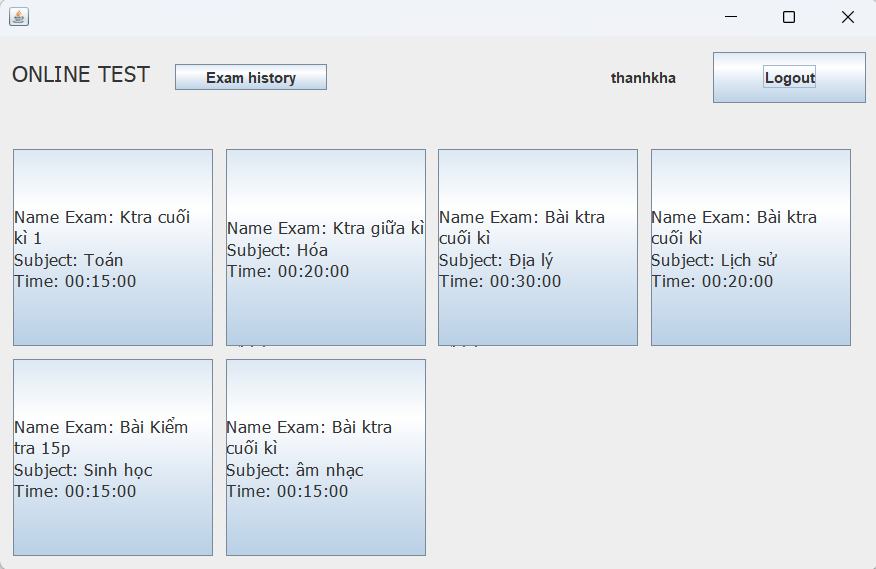 ONLINE TEST
Exam history
thanhkha
Logout
Name Exam: Ktra cuối
kì 1
Subject: Toán
Time: 00:15:00
Name Exam: Ktra giữa kì
Subject: Hóa
Time: 00:20:00
Name Exam: Bài ktra
cuối kì
Subject: Địa lý
Time: 00:30:00
Name Exam: Bài ktra
cuối kì
Subject: Lịch sử
Time: 00:20:00
Name Exam: Bài Kiểm
tra 15p
Subject: Sinh học
Time: 00:15:00
Name Exam: Bài ktra
cuối kì
Subject: âm nhạc
Time: 00:15:00